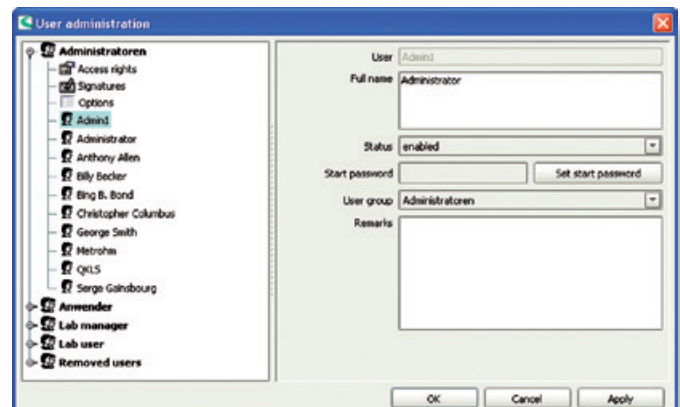 User administration
Administratoren
Access rights
Signatures
Options
Admin1
Administrator
Anthony Allen
Billy Becker
Bing B. Bond
Christopher Columbus
George Smith
Metrohm
QKLS
Serge Gainsbourg
Anwender
Lab manager
Lab user
Removed users
User Admin1
Full name Administrator
Status enabled
Start password Set start password
User group Administratoren
Remarks
OK Cancel Apply